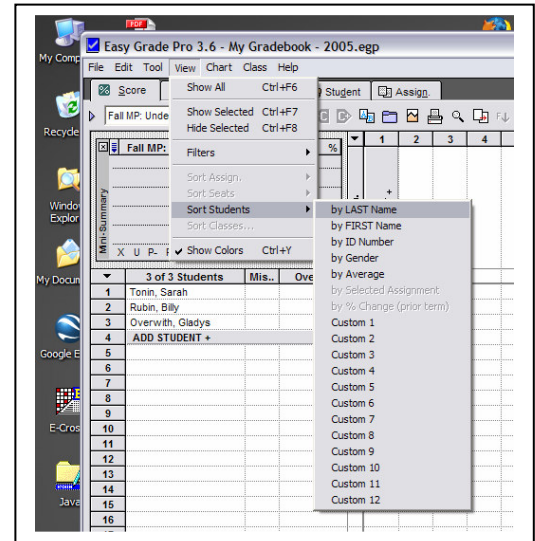 PDF
My Comp
Easy Grade Pro 3.6 - My Gradebook - 2005.egp
File Edit Tool View Chart Class Help
Score
Student
Assign.
Show All Ctrl+F6
Fall MP: Unde
Show Selected Ctrl+F7
Hide Selected Ctrl+F8
Recycle
Fall MP:
%
1 2 3 4
Filters
Sort Assign.
Sort Seats
Sort Students
Sort Classes...
Show Colors Ctrl+Y
Mini-Summary
X U P- P
by LAST Name
by FIRST Name
by ID Number
by Gender
by Average
by Selected Assignment
by % Change (prior term)
Custom 1
Custom 2
Custom 3
Custom 4
Custom 5
Custom 6
Custom 7
Custom 8
Custom 9
Custom 10
Custom 11
Custom 12
Window
Explor
My Docun
Google E
E-Cros
Java
3 of 3 Students Mis.. Ove
1 Tonin, Sarah
2 Rubin, Billy
3 Overwith, Gladys
4 ADD STUDENT +
5
6
7
8
9
10
11
12
13
14
15
16